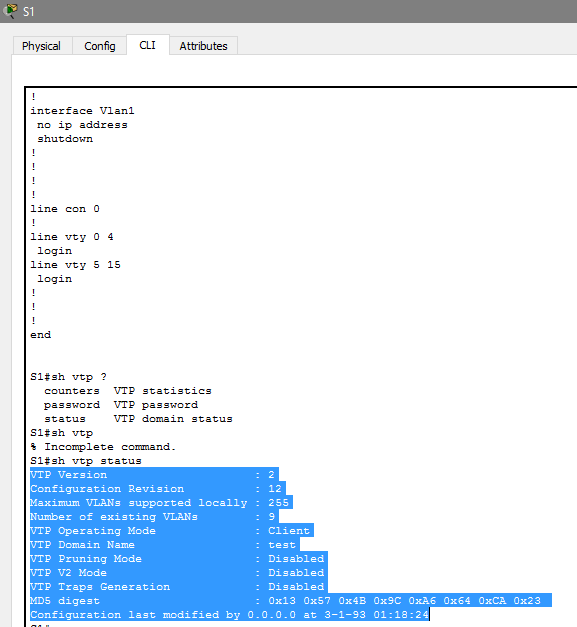 S1
Physical Config CLI Attributes
!
interface Vlan1
 no ip address
 shutdown
!
!
!
!
line con 0
!
line vty 0 4
 login
line vty 5 15
 login
!
!
!
end
S1#sh vtp ?
  counters  VTP statistics
  password  VTP password
  status    VTP domain status
S1#sh vtp
% Incomplete command.
S1#sh vtp status
VTP Version                     : 2
Configuration Revision          : 12
Maximum VLANs supported locally : 255
Number of existing VLANs        : 9
VTP Operating Mode              : Client
VTP Domain Name                 : test
VTP Pruning Mode                : Disabled
VTP V2 Mode                     : Disabled
VTP Traps Generation            : Disabled
MD5 digest                      : 0x13 0x57 0x4B 0x9C 0xA6 0x64 0xCA 0x23
Configuration last modified by 0.0.0.0 at 3-1-93 01:18:24
S1#